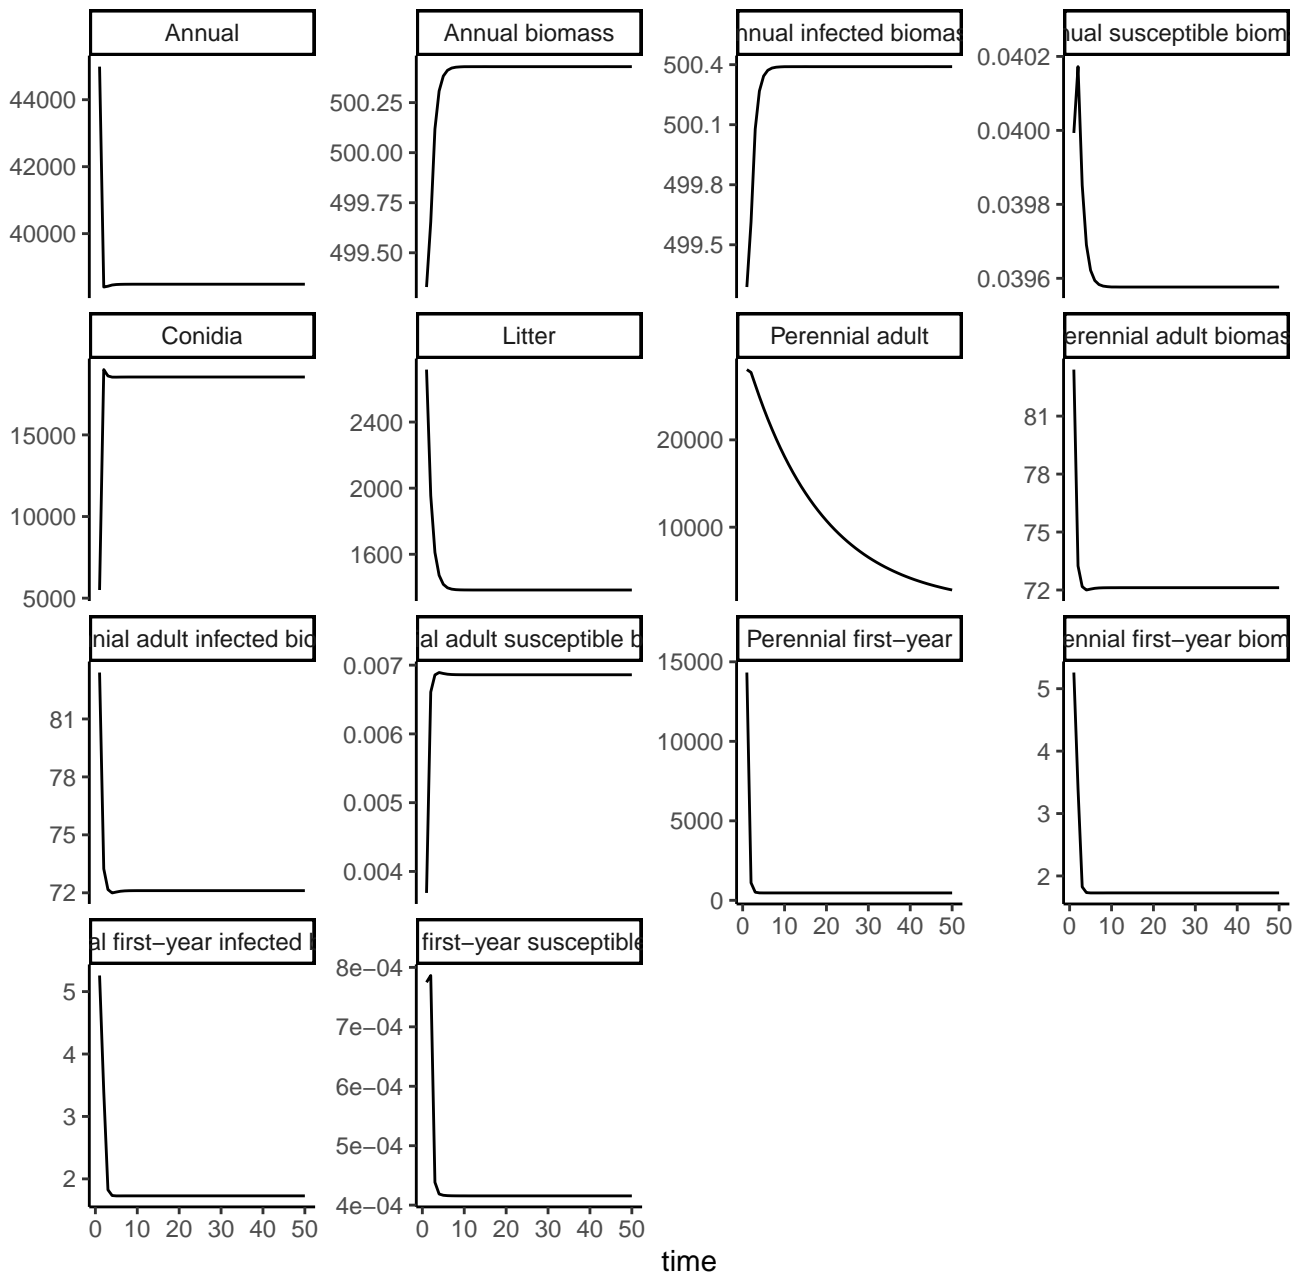 Annual
Annual biomass
nnual infected biomas
nual susceptible biom
44000
42000
40000
500.25
500.00
499.75
499.50
500.4
500.1
499.8
499.5
0.0402
0.0400
0.0398
0.0396
Conidia
Litter
Perennial adult
erennial adult biomas
15000
10000
5000
2400
2000
1600
20000
10000
81
78
75
72
nial adult infected bio
al adult susceptible b
Perennial first−year
ennial first−year biom
81
78
75
72
0.007
0.006
0.005
0.004
15000
10000
5000
0
5
4
3
2
0 10 20 30 40 50
0 10 20 30 40 50
al first−year infected b
first−year susceptible
5
4
3
2
8e−04
7e−04
6e−04
5e−04
4e−04
0 10 20 30 40 50
0 10 20 30 40 50
time